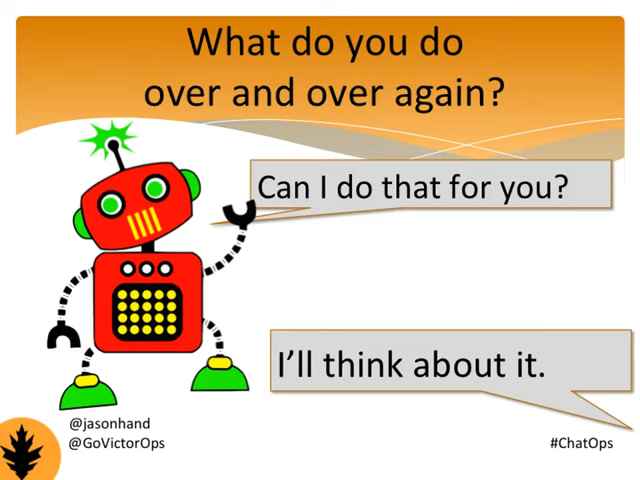 What do you do
over and over again?
Can I do that for you?
I’ll think about it.
@jasonhand
@GoVictorOps
#ChatOps